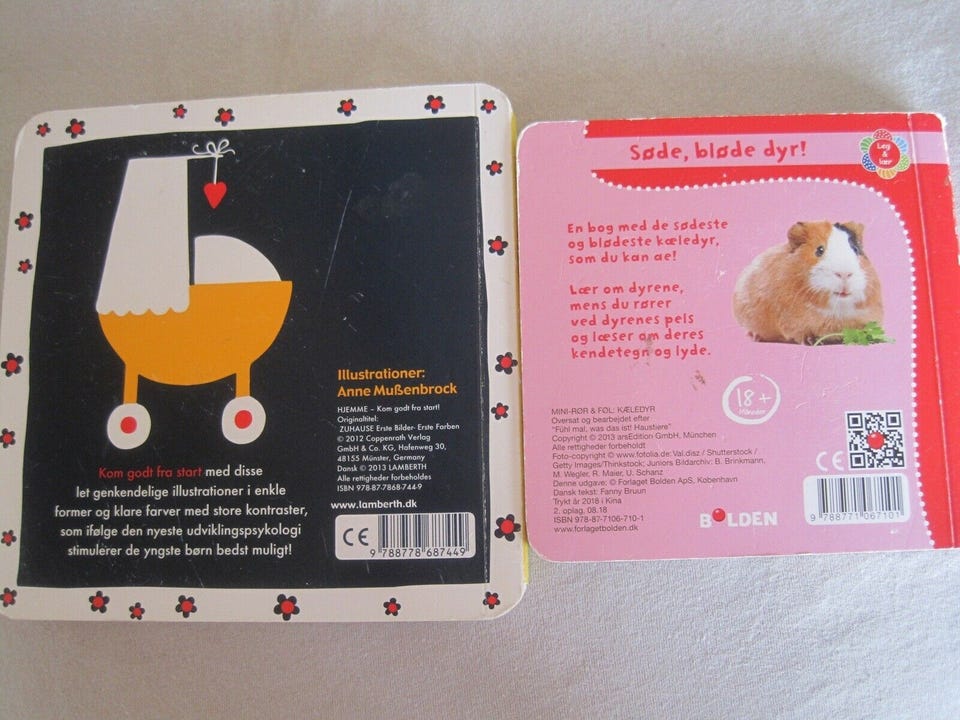 Illustrationer:
Anne Mußenbrock
HJEMME – Kom godt fra start!
Originaltitel:
ZUHAUSE Erste Bilder- Erste Farben
© 2012 Coppenrath Verlag
GmbH & Co. KG, Hafenweg 30,
48155 Münster, Germany
Dansk © 2013 LAMBERTH
Alle rettigheder forbeholdes
ISBN 978-87-7868-744-9
www.lamberth.dk
CE
9 788778 687449
Kom godt fra start med disse
let genkendelige illustrationer i enkle
former og klare farver med store kontraster,
som ifølge den nyeste udviklingspsykologi
stimulerer de yngste børn bedst muligt!
Søde, bløde dyr!
Leg
&
lær
En bog med de sødeste
og blødeste kæledyr,
som du kan ae!
Lær om dyrene,
mens du rører
ved dyrenes pels
og læser om deres
kendetegn og lyde.
18+
Måneder
MINI-RØR & FØL: KÆLEDYR
Oversat og bearbejdet efter
"Fühl mal, was das ist! Haustiere"
Copyright © 2013 arsEdition GmbH, München
Alle rettigheder forbeholdt
Foto-copyright © www.fotolia.de: Val.disz / Shutterstock /
Getty Images/Thinkstock; Juniors Bildarchiv: B. Brinkmann,
M. Wegler, R. Maier, U. Schanz
Denne udgave: © Forlaget Bolden ApS, København
Dansk tekst: Fanny Bruun
Trykt år 2018 i Kina
2. oplag, 08.18
ISBN 978-87-7106-710-1
www.forlagetbolden.dk
BOLDEN
CE
9 788771 067101